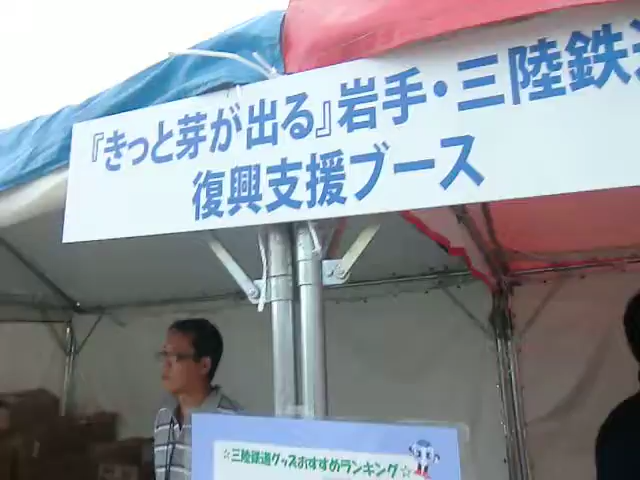 『きっと芽が出る』岩手・三陸鉄道
復興支援ブース
☆三陸鉄道グッズおすすめランキング☆